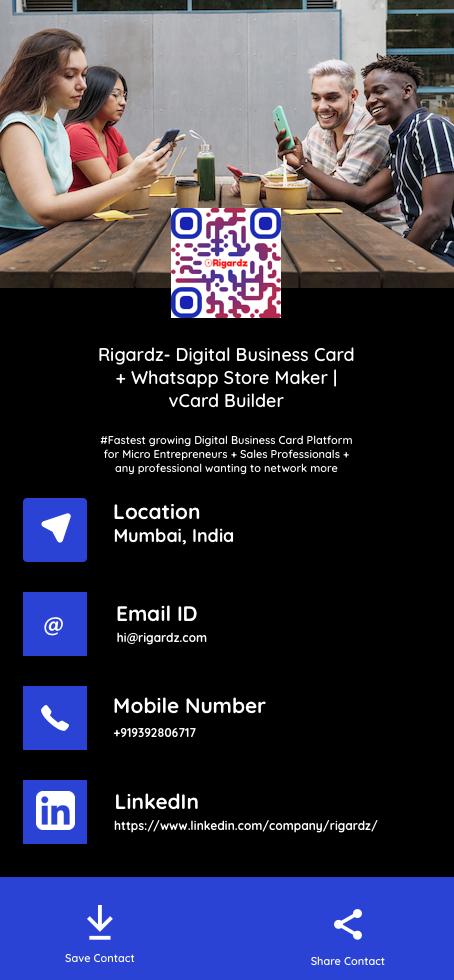 Rigardz
Rigardz- Digital Business Card
+ Whatsapp Store Maker |
vCard Builder
#Fastest growing Digital Business Card Platform
for Micro Entrepreneurs + Sales Professionals +
any professional wanting to network more
Location
Mumbai, India
@
Email ID
hi@rigardz.com
Mobile Number
+919392806717
in
LinkedIn
https://www.linkedin.com/company/rigardz/
Save Contact
Share Contact